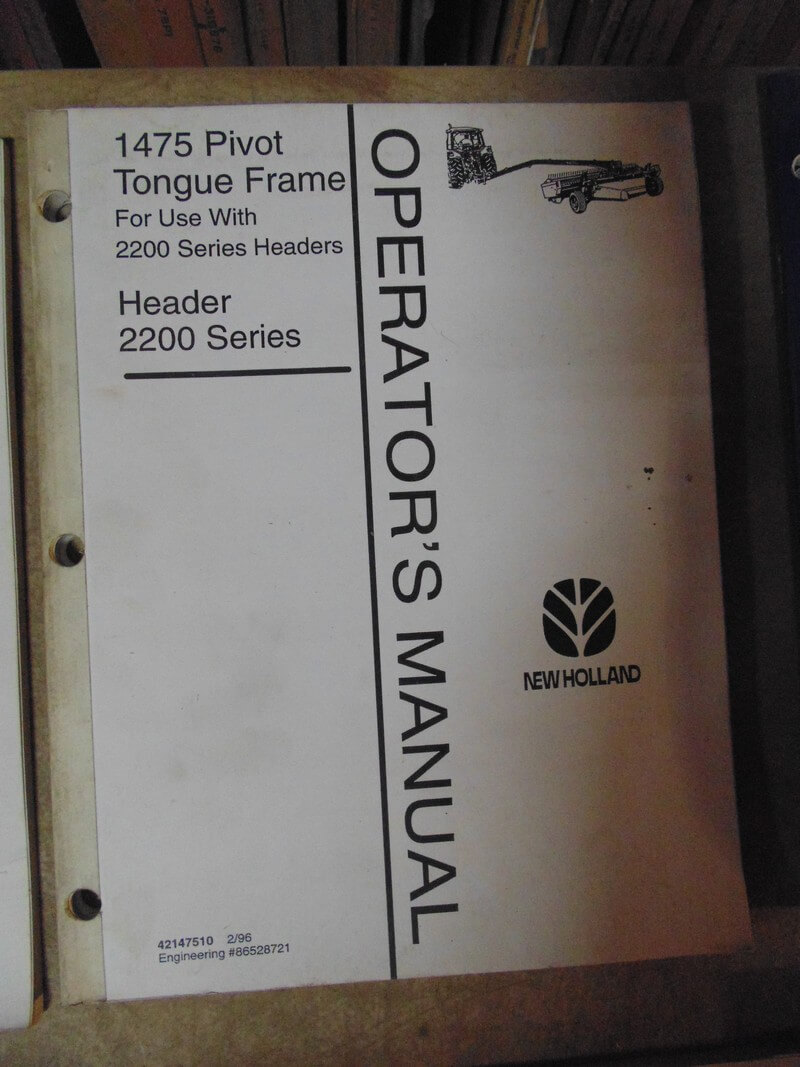 1475 Pivot
Tongue Frame
For Use With
2200 Series Headers
Header
2200 Series
OPERATOR'S MANUAL
NEW HOLLAND
42147510 2/96
Engineering #86528721